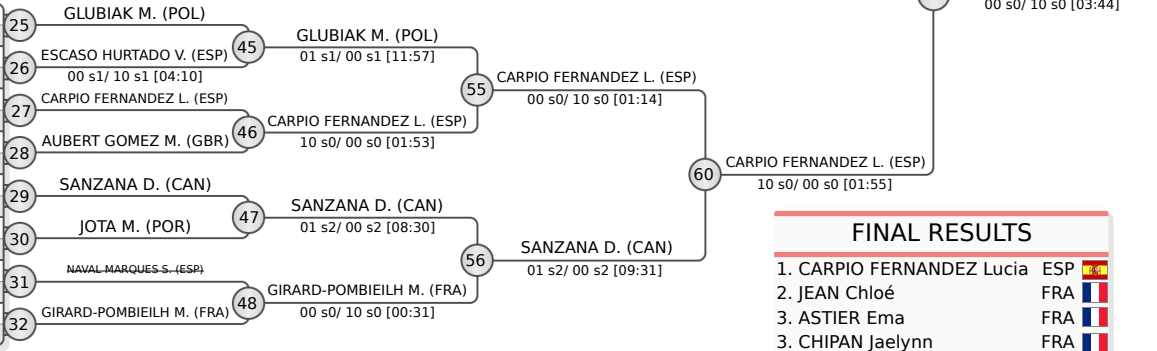 00 s0/ 10 s0 [03:44]
25
GLUBIAK M. (POL)
45
GLUBIAK M. (POL)
01 s1/ 00 s1 [11:57]
26
ESCASO HURTADO V. (ESP)
00 s1/ 10 s1 [04:10]
55
CARPIO FERNANDEZ L. (ESP)
00 s0/ 10 s0 [01:14]
27
CARPIO FERNANDEZ L. (ESP)
46
CARPIO FERNANDEZ L. (ESP)
10 s0/ 00 s0 [01:53]
28
AUBERT GOMEZ M. (GBR)
60
CARPIO FERNANDEZ L. (ESP)
10 s0/ 00 s0 [01:55]
29
SANZANA D. (CAN)
47
SANZANA D. (CAN)
01 s2/ 00 s2 [08:30]
30
JOTA M. (POR)
56
SANZANA D. (CAN)
01 s2/ 00 s2 [09:31]
31
NAVAL MARQUES S. (ESP)
48
GIRARD-POMBIEILH M. (FRA)
00 s0/ 10 s0 [00:31]
32
GIRARD-POMBIEILH M. (FRA)
FINAL RESULTS
1. CARPIO FERNANDEZ Lucia ESP
2. JEAN Chloé FRA
3. ASTIER Ema FRA
3. CHIPAN Jaelynn FRA